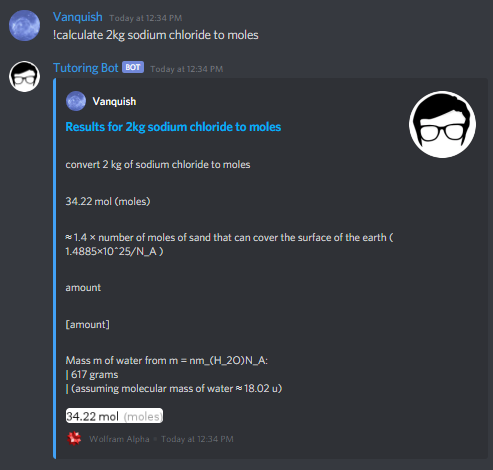 Vanquish Today at 12:34 PM
!calculate 2kg sodium chloride to moles
Tutoring Bot BOT Today at 12:34 PM
Vanquish
Results for 2kg sodium chloride to moles
convert 2 kg of sodium chloride to moles
34.22 mol (moles)
≈ 1.4 × number of moles of sand that can cover the surface of the earth (
1.4885×10^25/N_A )
amount
[amount]
Mass m of water from m = nm_(H_2O)N_A:
| 617 grams
| (assuming molecular mass of water ≈ 18.02 u)
34.22 mol (moles)
Wolfram Alpha • Today at 12:34 PM